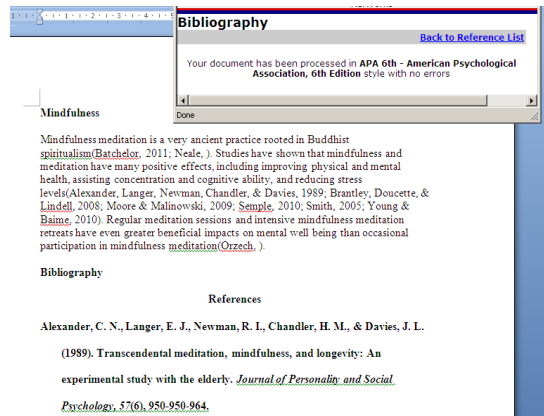 Bibliography
Back to Reference List
Your document has been processed in APA 6th - American Psychological
Association, 6th Edition style with no errors
Done
Mindfulness
Mindfulness meditation is a very ancient practice rooted in Buddhist
spiritualism(Batchelor, 2011; Neale, ). Studies have shown that mindfulness and
meditation have many positive effects, including improving physical and mental
health, assisting concentration and cognitive ability, and reducing stress
levels(Alexander, Langer, Newman, Chandler, & Davies, 1989; Brantley, Doucette, &
Lindell, 2008; Moore & Malinowski, 2009; Semple, 2010; Smith, 2005; Young &
Baime, 2010). Regular meditation sessions and intensive mindfulness meditation
retreats have even greater beneficial impacts on mental well being than occasional
participation in mindfulness meditation(Orzech, ).
Bibliography
References
Alexander, C. N., Langer, E. J., Newman, R. I., Chandler, H. M., & Davies, J. L.
(1989). Transcendental meditation, mindfulness, and longevity: An
experimental study with the elderly. Journal of Personality and Social
Psychology, 57(6), 950-950-964.